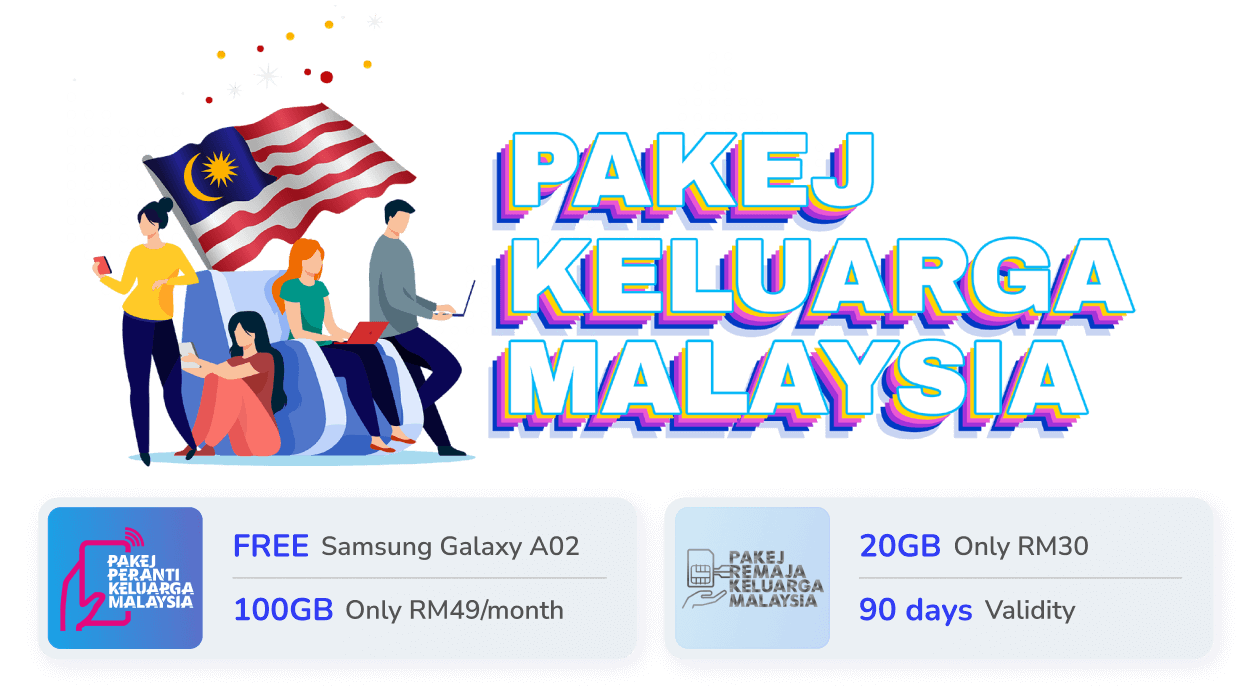 PAKEJ
KELUARGA
MALAYSIA
PAKEJ
PERANTI
KELUARGA
MALAYSIA
FREE Samsung Galaxy A02
100GB Only RM49/month
PAKEJ
REMAJA
KELUARGA
MALAYSIA
20GB Only RM30
90 days Validity